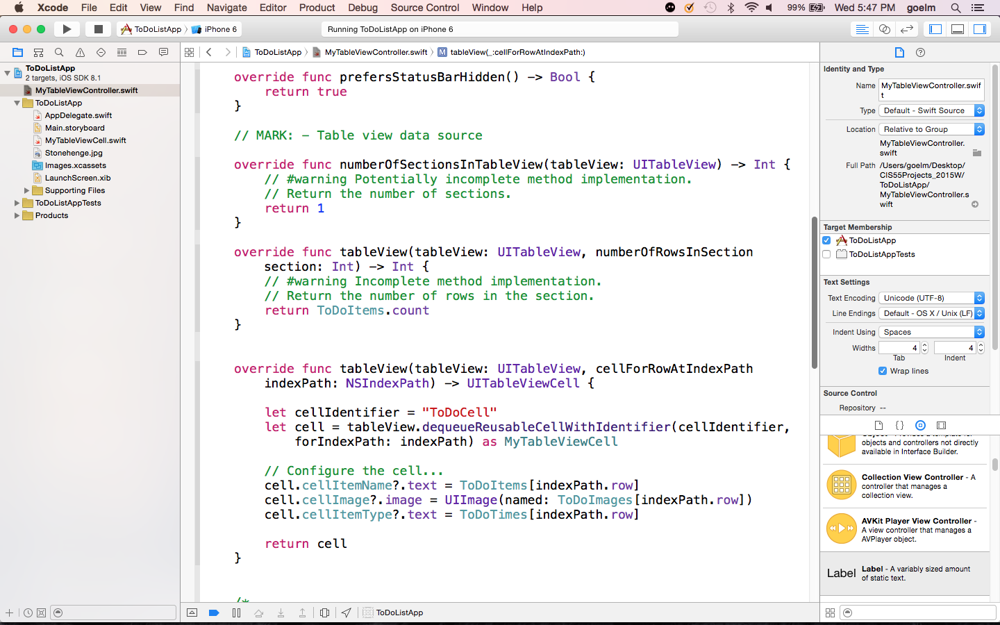 Xcode File Edit View Find Navigate Editor Product Debug Source Control Window Help 99% Wed 5:47 PM goelm
ToDoListApp iPhone 6 Running ToDoListApp on iPhone 6
ToDoListApp MyTableViewController.swift M tableView(_:cellForRowAtIndexPath:)
ToDoListApp
2 targets, iOS SDK 8.1
MyTableViewController.swift
ToDoListApp
AppDelegate.swift
Main.storyboard
MyTableViewCell.swift
Stonehenge.jpg
Images.xcassets
LaunchScreen.xib
Supporting Files
ToDoListAppTests
Products
override func prefersStatusBarHidden() -> Bool {
return true
}
// MARK: - Table view data source
override func numberOfSectionsInTableView(tableView: UITableView) -> Int {
// #warning Potentially incomplete method implementation.
// Return the number of sections.
return 1
}
override func tableView(tableView: UITableView, numberOfRowsInSection
section: Int) -> Int {
// #warning Incomplete method implementation.
// Return the number of rows in the section.
return ToDoItems.count
}
override func tableView(tableView: UITableView, cellForRowAtIndexPath
indexPath: NSIndexPath) -> UITableViewCell {
let cellIdentifier = "ToDoCell"
let cell = tableView.dequeueReusableCellWithIdentifier(cellIdentifier,
forIndexPath: indexPath) as MyTableViewCell
// Configure the cell...
cell.cellItemName?.text = ToDoItems[indexPath.row]
cell.cellImage?.image = UIImage(named: ToDoImages[indexPath.row])
cell.cellItemType?.text = ToDoTimes[indexPath.row]
return cell
}
/*
ToDoListApp
Identity and Type
Name MyTableViewController.swif
t
Type Default - Swift Source
Location Relative to Group
MyTableViewController.
swift
Full Path /Users/goelm/Desktop/
CIS55Projects_2015W/
ToDoListApp/
MyTableViewController.s
wift
Target Membership
ToDoListApp
ToDoListAppTests
Text Settings
Text Encoding Unicode (UTF-8)
Line Endings Default - OS X / Unix (LF)
Indent Using Spaces
Widths 4 4
Tab Indent
Wrap lines
Source Control
Repository --
objects and controllers not directly
available in Interface Builder.
Collection View Controller - A
controller that manages a
collection view.
AVKit Player View Controller -
A view controller that manages a
AVPlayer object.
Label Label - A variably sized amount
of static text.